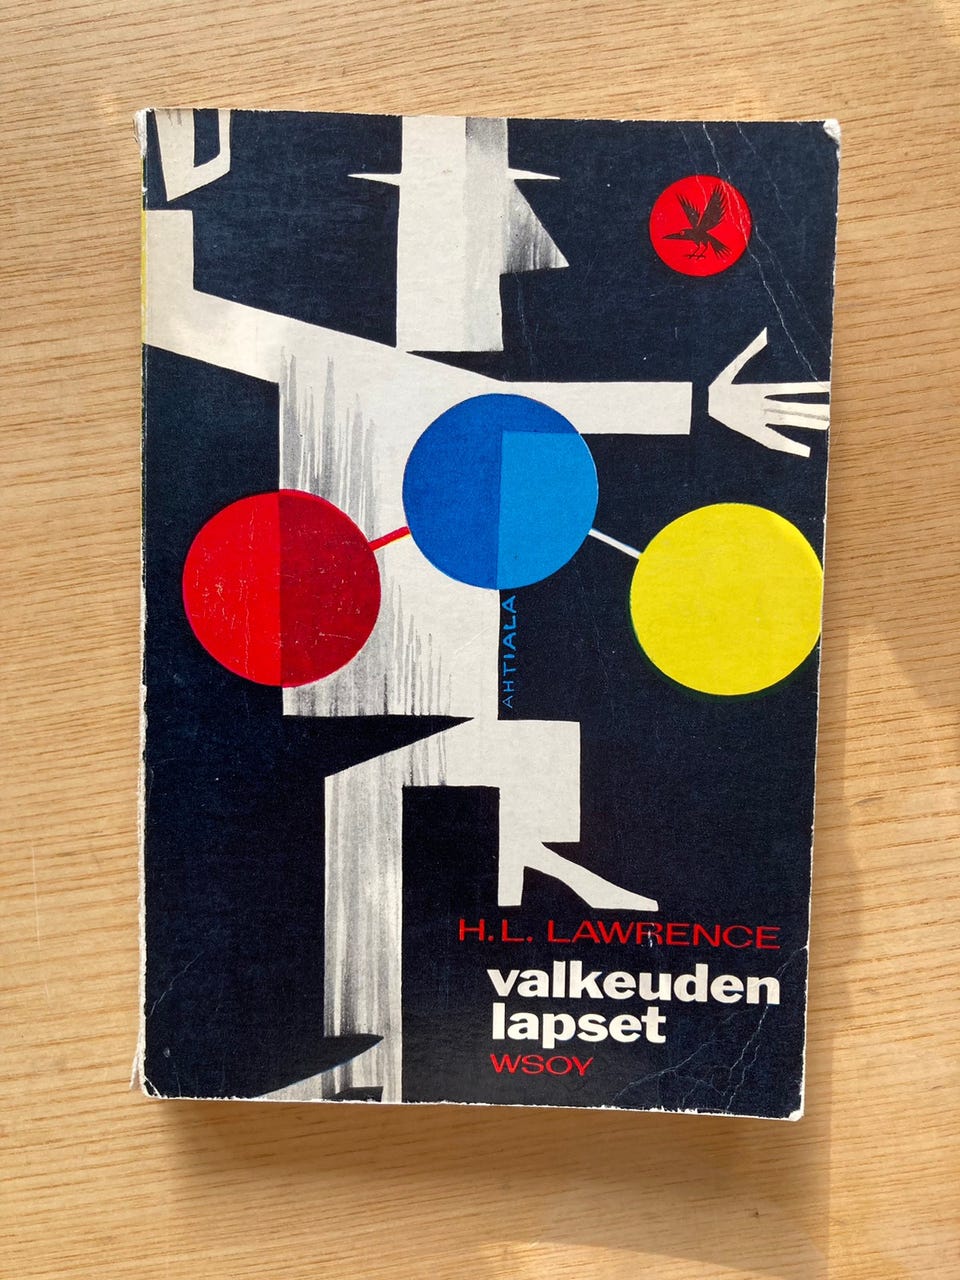 AHTIALA
H.L. LAWRENCE
valkeuden
lapset
WSOY